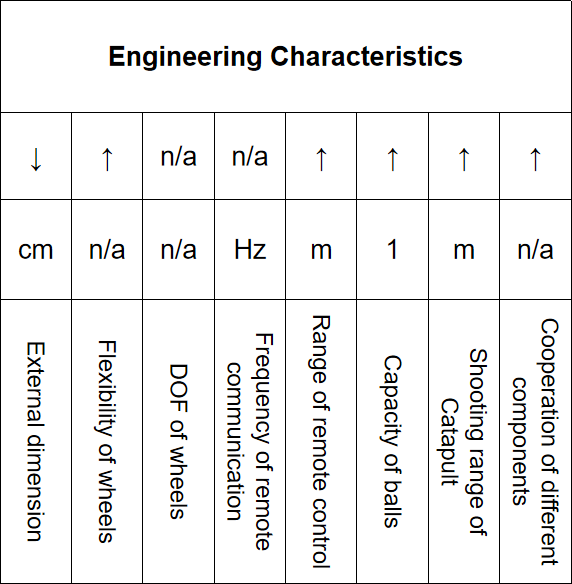 Engineering Characteristics
↓ ↑ n/a n/a ↑ ↑ ↑ ↑
cm n/a n/a Hz m 1 m n/a
External dimension
Flexibility of wheels
DOF of wheels
Frequency of remote
communication
Range of remote control
Capacity of balls
Shooting range of
Catapult
Cooperation of different
components